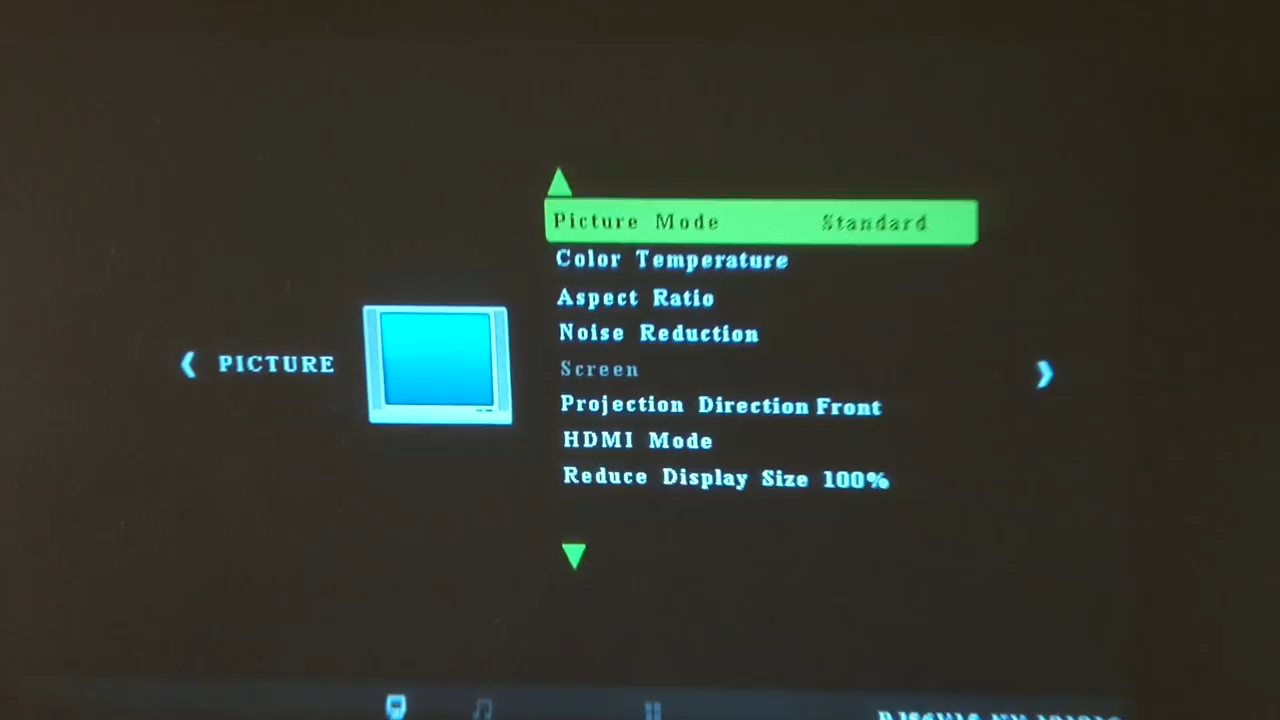 Picture Mode Standard
Color Temperature
Aspect Ratio
Noise Reduction
PICTURE
Screen
Projection Direction Front
HDMI Mode
Reduce Display Size 100%